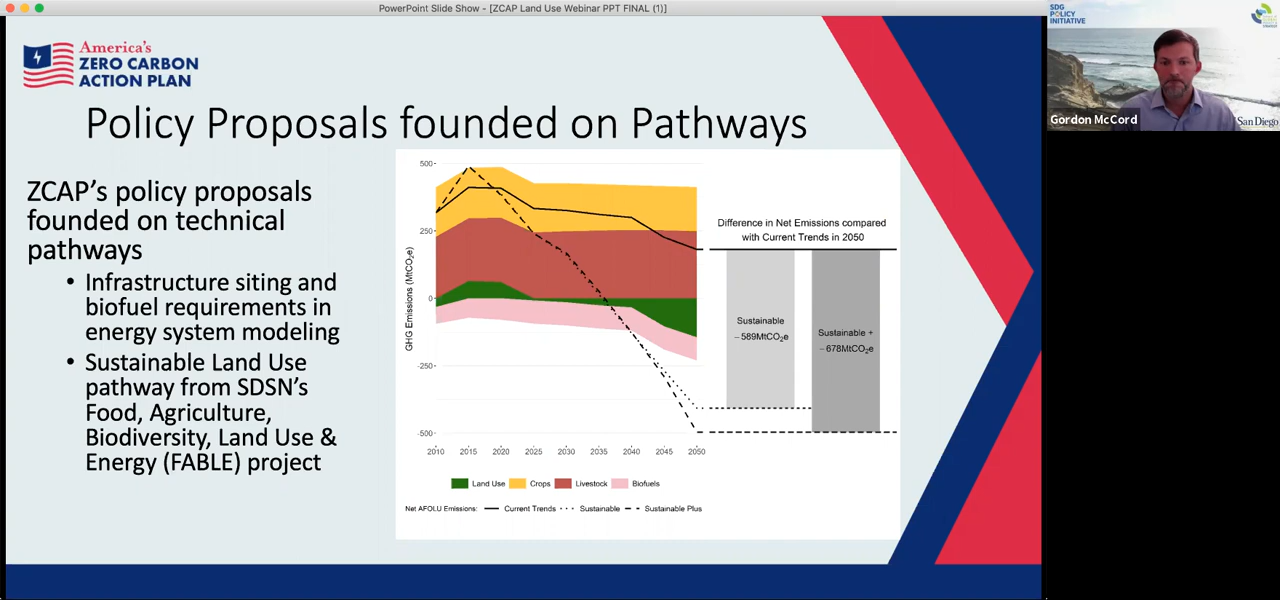 PowerPoint Slide Show - [ZCAP Land Use Webinar PPT FINAL (1)]
America's
ZERO CARBON
ACTION PLAN
Policy Proposals founded on Pathways
ZCAP's policy proposals
founded on technical
pathways
• Infrastructure siting and
biofuel requirements in
energy system modeling
• Sustainable Land Use
pathway from SDSN's
Food, Agriculture,
Biodiversity, Land Use &
Energy (FABLE) project
GHG Emissions (MtCO₂e)
500
250
0
-250
-500
2010 2015 2020 2025 2030 2035 2040 2045 2050
Difference in Net Emissions compared
with Current Trends in 2050
Sustainable
−589MtCO₂e
Sustainable +
−678MtCO₂e
Land Use Crops Livestock Biofuels
Net AFOLU Emissions: Current Trends Sustainable Sustainable Plus
SDG
POLICY
INITIATIVE
Gordon McCord
San Diego